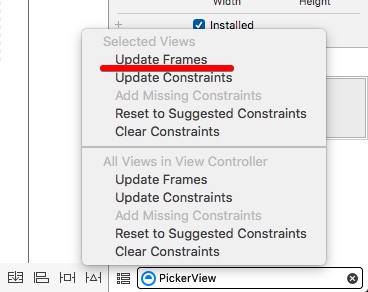 Width Height
Installed
Selected Views
Update Frames
Update Constraints
Add Missing Constraints
Reset to Suggested Constraints
Clear Constraints
All Views in View Controller
Update Frames
Update Constraints
Add Missing Constraints
Reset to Suggested Constraints
Clear Constraints
PickerView